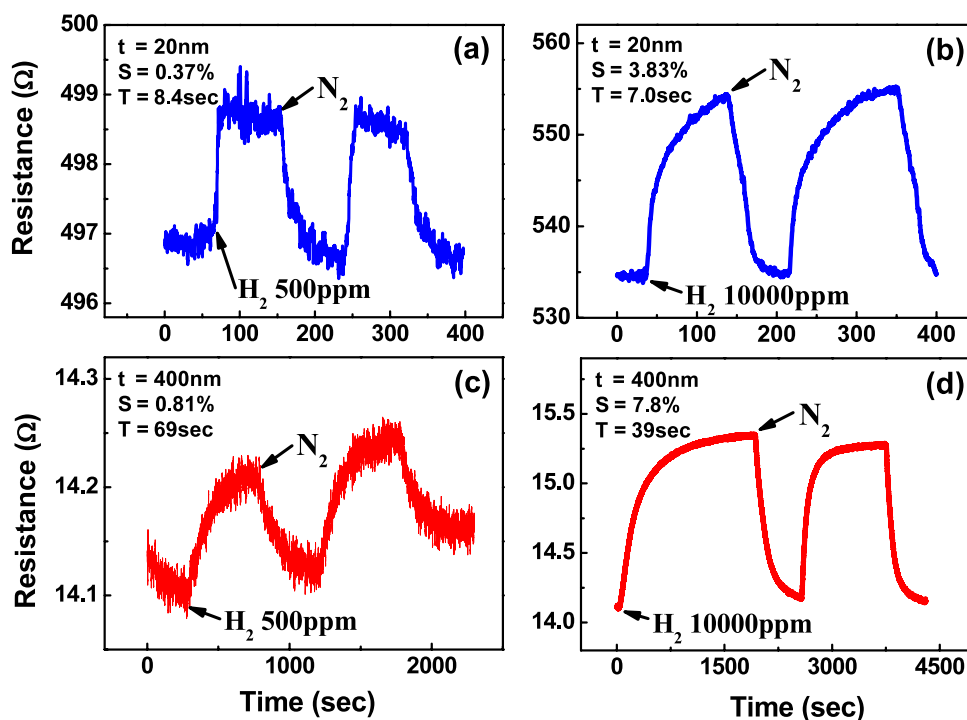 (a)
t = 20nm
S = 0.37%
T = 8.4sec
N2
H2 500ppm
500
499
498
497
496
0 100 200 300 400
Resistance (Ω)
(b)
t = 20nm
S = 3.83%
T = 7.0sec
N2
H2 10000ppm
560
550
540
530
0 100 200 300 400
(c)
t = 400nm
S = 0.81%
T = 69sec
N2
H2 500ppm
14.3
14.2
14.1
0 1000 2000
Resistance (Ω)
Time (sec)
(d)
t = 400nm
S = 7.8%
T = 39sec
N2
H2 10000ppm
15.5
15.0
14.5
14.0
0 1500 3000 4500
Time (sec)